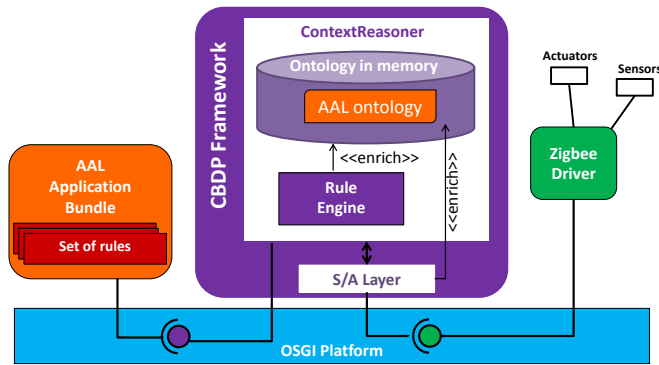 ContextReasoner
Ontology in memory
AAL ontology
<<enrich>>
<<enrich>>
Rule
Engine
CBDP Framework
S/A Layer
AAL
Application
Bundle
Set of rules
Actuators
Sensors
Zigbee
Driver
OSGI Platform